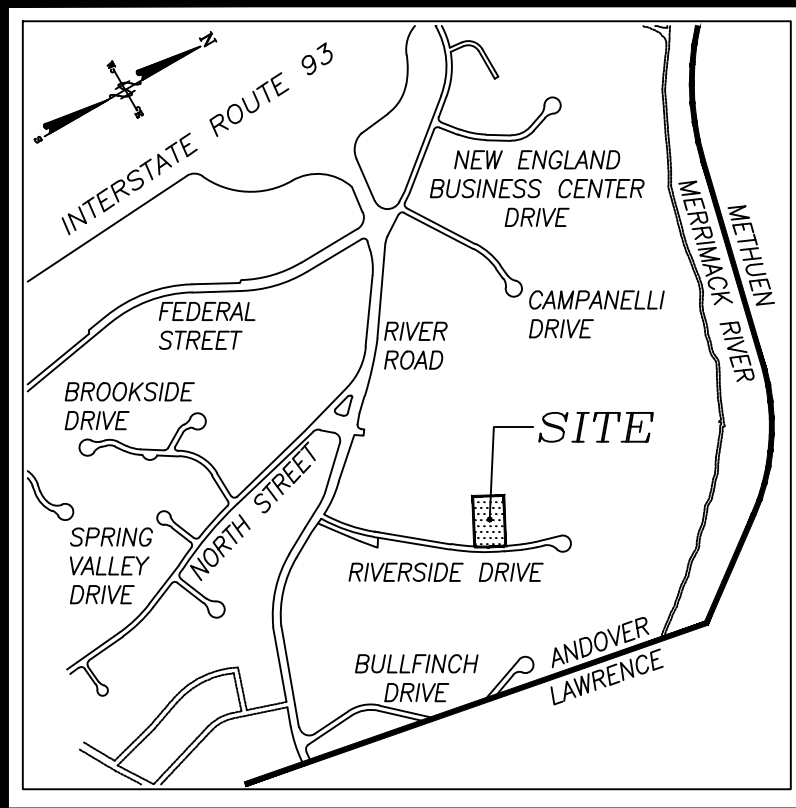 N
W
E
S
INTERSTATE ROUTE 93
NEW ENGLAND
BUSINESS CENTER
DRIVE
METHUEN
MERRIMACK RIVER
CAMPANELLI
DRIVE
FEDERAL
STREET
RIVER
ROAD
BROOKSIDE
DRIVE
SITE
NORTH STREET
SPRING
VALLEY
DRIVE
RIVERSIDE DRIVE
BULLFINCH
DRIVE
ANDOVER
LAWRENCE